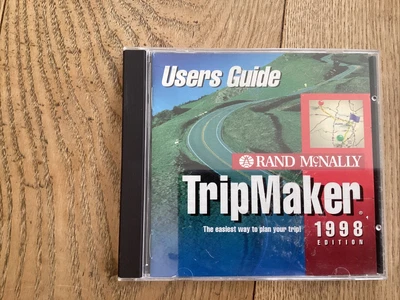 Users Guide
RAND McNALLY
TripMaker
The easiest way to plan your trip!
1998
EDITION